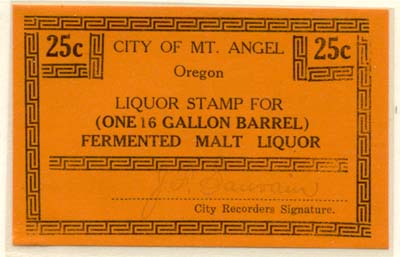 25c CITY OF MT. ANGEL 25c
Oregon
LIQUOR STAMP FOR
(ONE 16 GALLON BARREL)
FERMENTED MALT LIQUOR
City Recorders Signature.